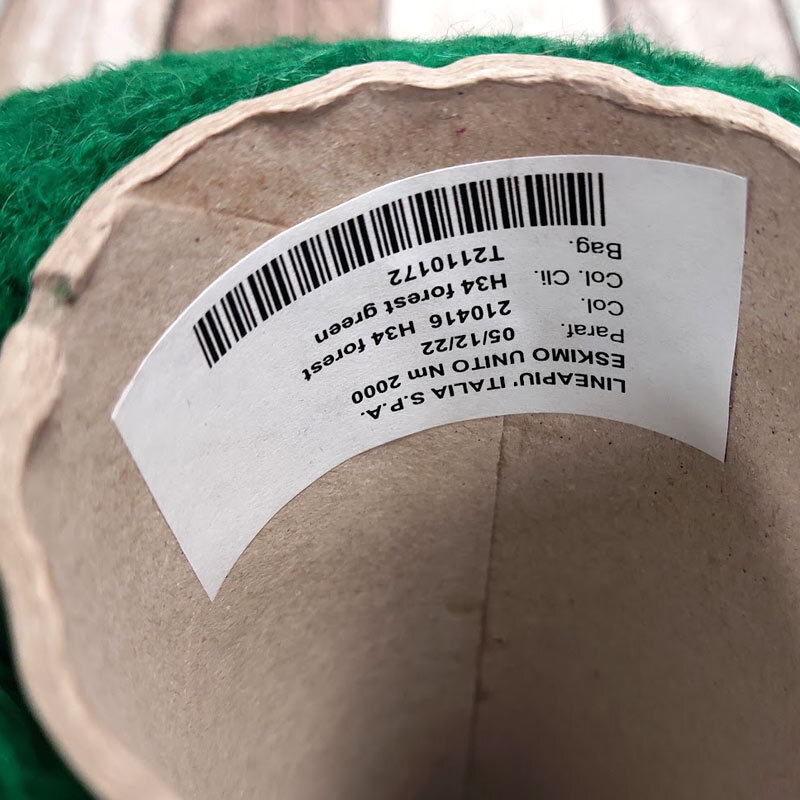 LINEAPIU' ITALIA S.P.A.
ESKIMO UNITO Nm 2000
Paraf. 05/12/22
Col. 210416 H34 forest
Col. Cli. H34 forest green
Bag. T2110172